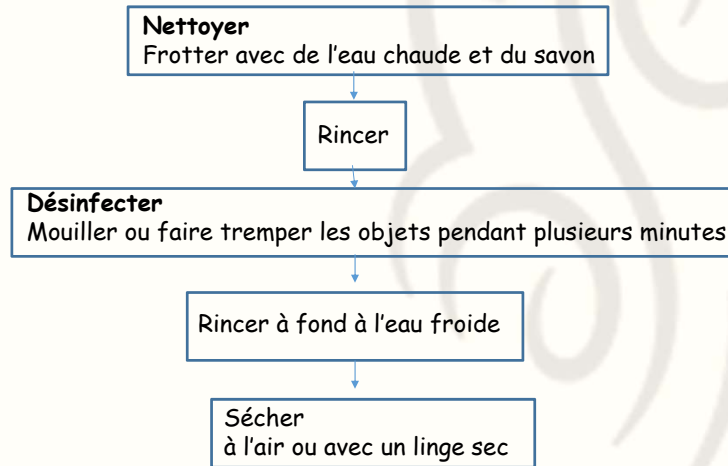 Nettoyer
Frotter avec de l'eau chaude et du savon
Rincer
Désinfecter
Mouiller ou faire tremper les objets pendant plusieurs minutes
Rincer à fond à l'eau froide
Sécher
à l'air ou avec un linge sec